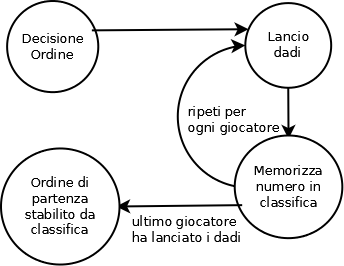 Decisione
Ordine
Lancio
dadi
ripeti per
ogni giocatore
Memorizza
numero in
classifica
ultimo giocatore
ha lanciato i dadi
Ordine di
partenza
stabilito da
classifica